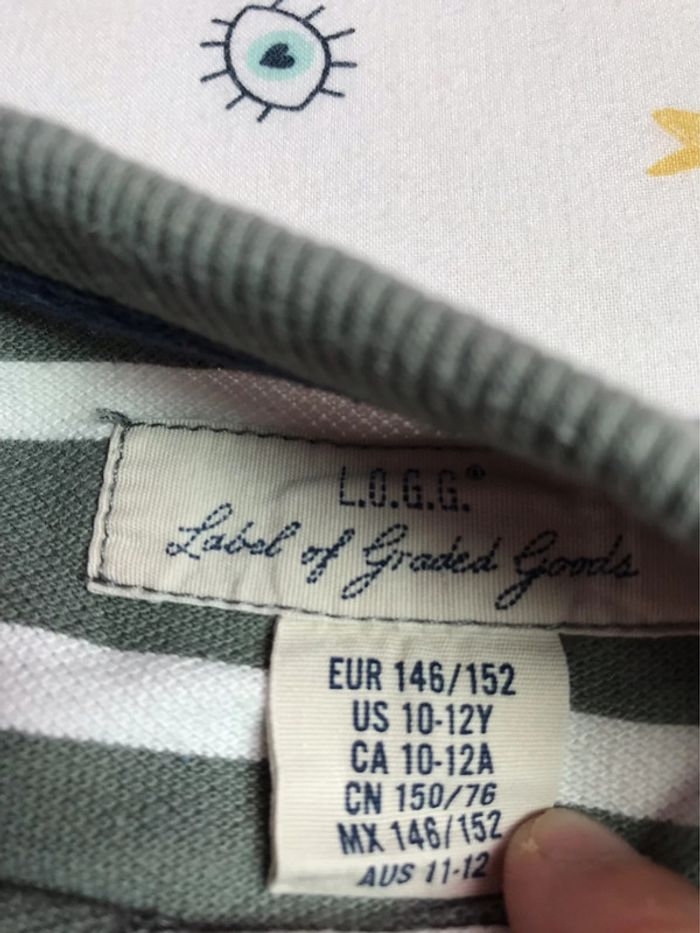 L.O.G.G.®
Label of Graded Goods
EUR 146/152
US 10-12Y
CA 10-12A
CN 150/76
MX 146/152
AUS 11-12